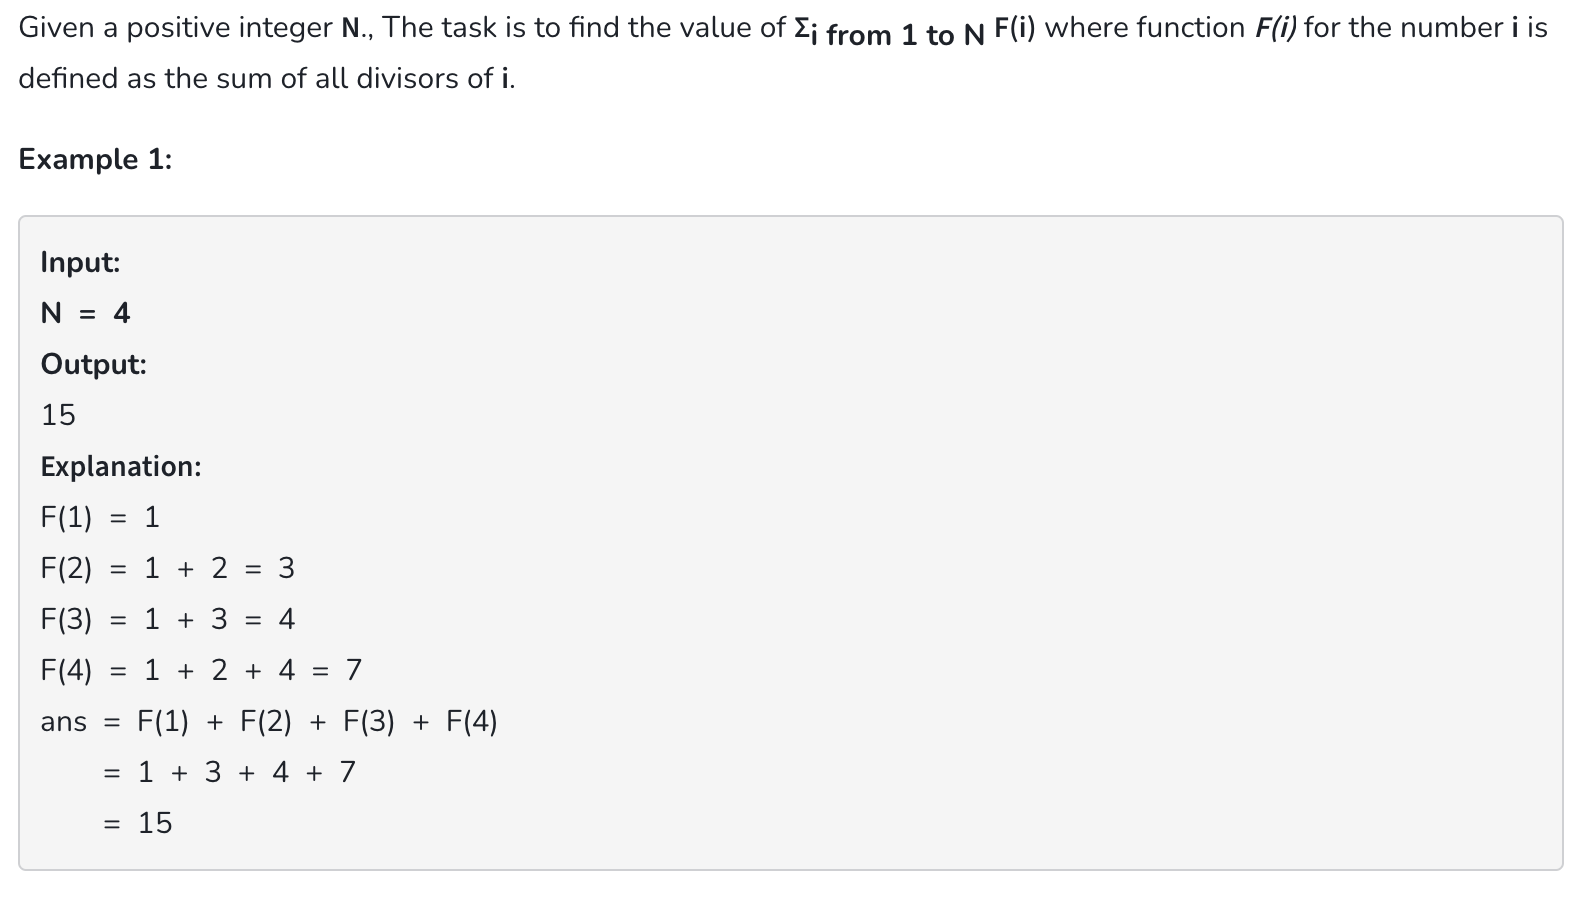 Given a positive integer N., The task is to find the value of Σi from 1 to N F(i) where function F(i) for the number i is
defined as the sum of all divisors of i.
Example 1:
Input:
N = 4
Output:
15
Explanation:
F(1) = 1
F(2) = 1 + 2 = 3
F(3) = 1 + 3 = 4
F(4) = 1 + 2 + 4 = 7
ans = F(1) + F(2) + F(3) + F(4)
= 1 + 3 + 4 + 7
= 15